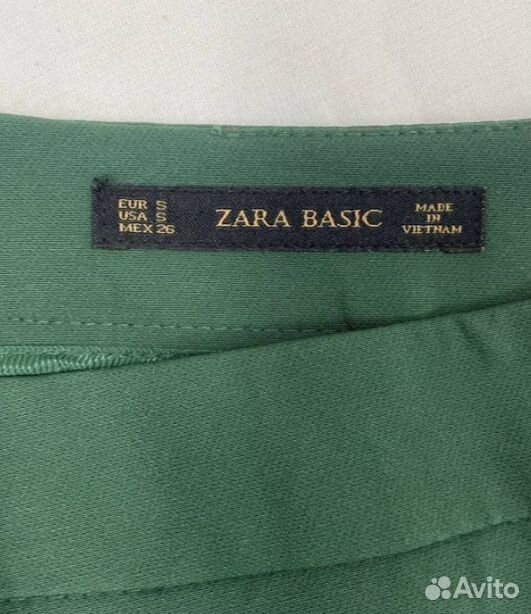 EUR S
USA S
MEX 26
ZARA BASIC
MADE
IN
VIETNAM
Avito